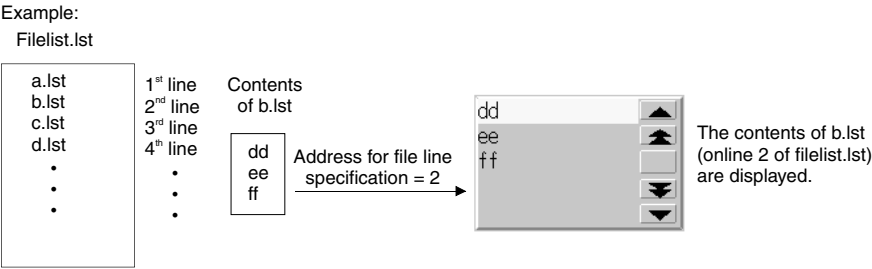 Example:
Filelist.lst
a.lst
b.lst
c.lst
d.lst
1st line
2nd line
3rd line
4th line
Contents
of b.lst
dd
ee
ff
Address for file line
specification = 2
dd
ee
ff
The contents of b.lst
(online 2 of filelist.lst)
are displayed.